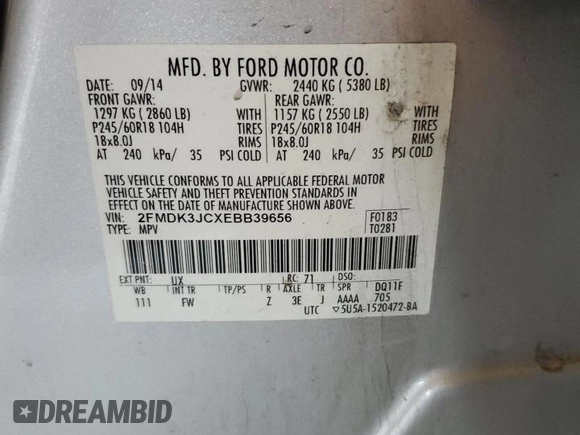 MFD. BY FORD MOTOR CO.
DATE: 09/14 GVWR: 2440 KG ( 5380 LB)
FRONT GAWR: REAR GAWR:
1297 KG ( 2860 LB) WITH 1157 KG ( 2550 LB) WITH
P245/60R18 104H TIRES P245/60R18 104H TIRES
18x8.0J RIMS 18x8.0J RIMS
AT 240 kPa/ 35 PSI COLD AT 240 kPa/ 35 PSI COLD
THIS VEHICLE CONFORMS TO ALL APPLICABLE FEDERAL MOTOR
VEHICLE SAFETY AND THEFT PREVENTION STANDARDS IN
EFFECT ON THE DATE OF MANUFACTURE SHOWN ABOVE.
VIN: 2FMDK3JCXEBB39656 F0183
TYPE: MPV T0281
EXT PNT: UX RC: 71 DSO:
WB INT TR TP/PS R AXLE TR SPR DQ11F
111 FW Z 3E J AAAA 705
UTC ▽5U5A-1520472-BA
DREAMBID